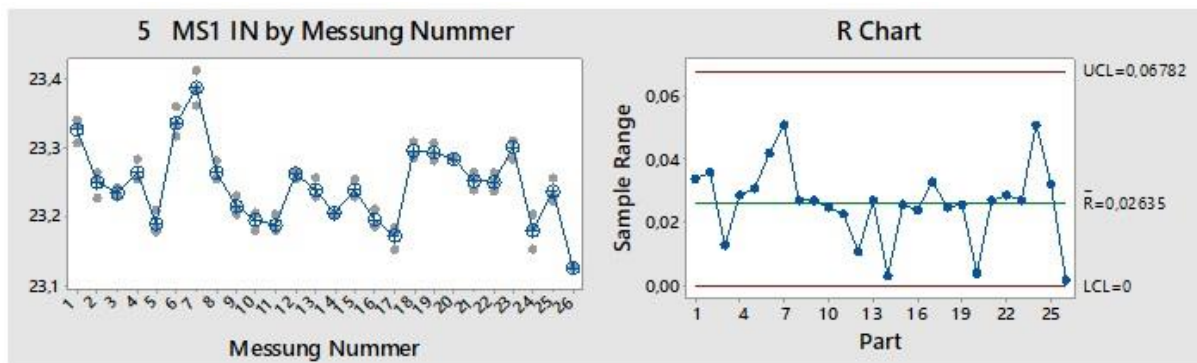 5 MS1 IN by Messung Nummer
23,4
23,3
23,2
23,1
1 2 3 4 5 6 7 8 9 10 11 12 13 14 15 16 17 18 19 20 21 22 23 24 25 26
Messung Nummer
R Chart
Sample Range
0,06
0,04
0,02
0,00
UCL=0,06782
R̄=0,02635
LCL=0
1 4 7 10 13 16 19 22 25
Part